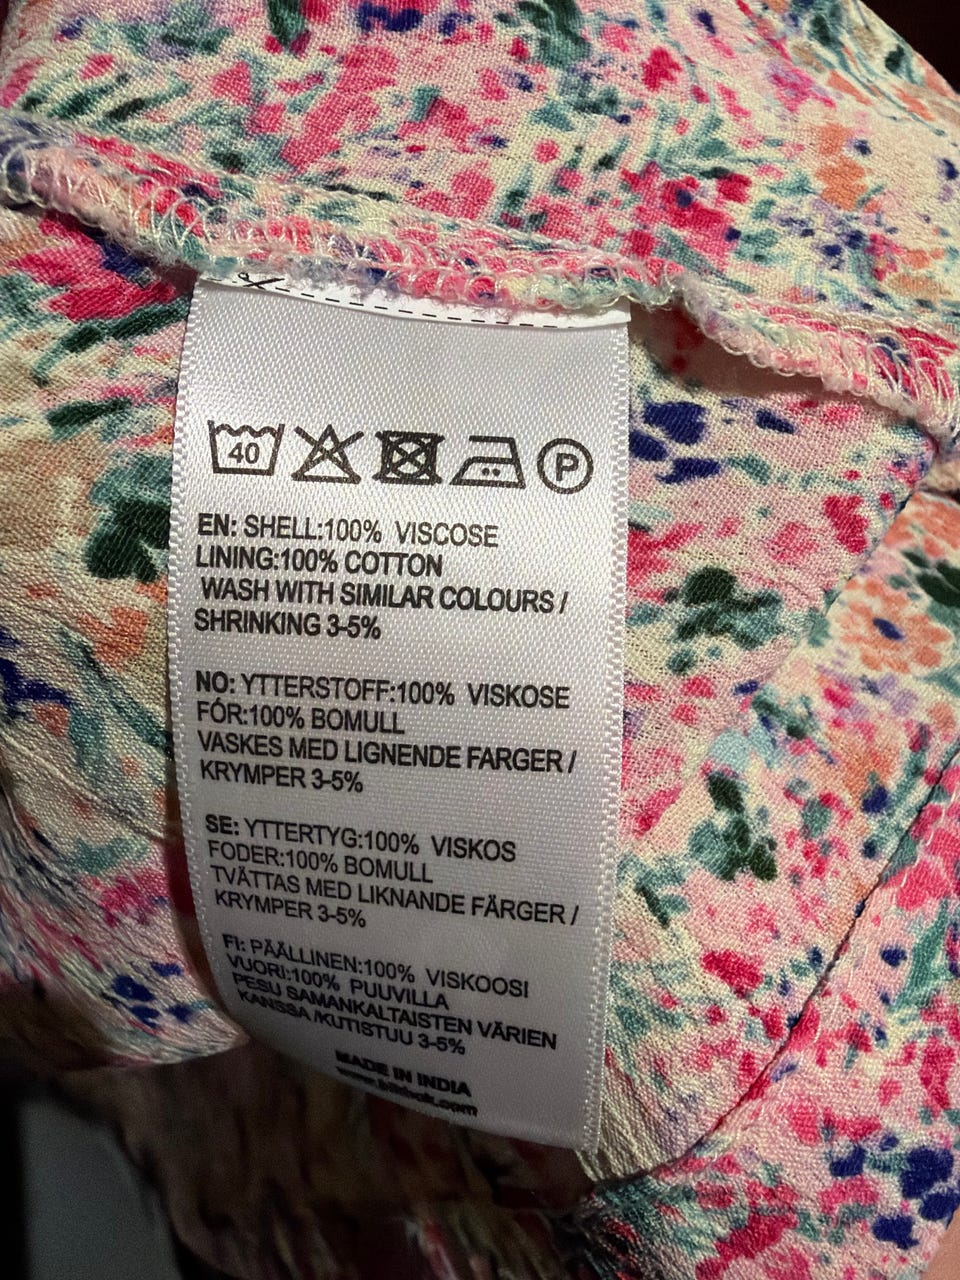 40
P
EN: SHELL:100% VISCOSE
LINING:100% COTTON
WASH WITH SIMILAR COLOURS /
SHRINKING 3-5%
NO: YTTERSTOFF:100% VISKOSE
FÓR:100% BOMULL
VASKES MED LIGNENDE FARGER /
KRYMPER 3-5%
SE: YTTERTYG:100% VISKOS
FODER:100% BOMULL
TVÄTTAS MED LIKNANDE FÄRGER /
KRYMPER 3-5%
FI: PÄÄLLINEN:100% VISKOOSI
VUORI:100% PUUVILLA
PESU SAMANKALTAISTEN VÄRIEN
KANSSA /KUTISTUU 3-5%
MADE IN INDIA